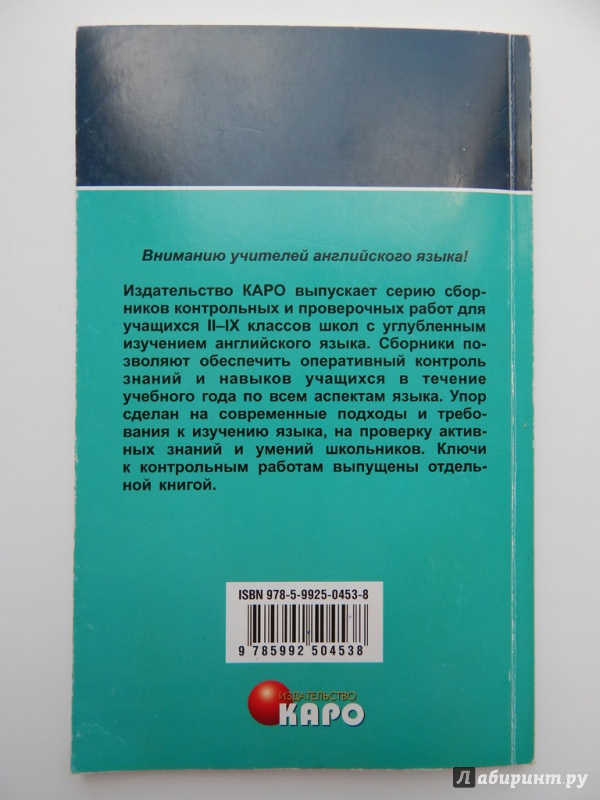 Вниманию учителей английского языка!
Издательство КАРО выпускает серию сбор-
ников контрольных и проверочных работ для
учащихся II–IX классов школ с углубленным
изучением английского языка. Сборники по-
зволяют обеспечить оперативный контроль
знаний и навыков учащихся в течение
учебного года по всем аспектам языка. Упор
сделан на современные подходы и требо-
вания к изучению языка, на проверку актив-
ных знаний и умений школьников. Ключи
к контрольным работам выпущены отдель-
ной книгой.
ISBN 978-5-9925-0453-8
9 785992 504538
ИЗДАТЕЛЬСТВО
КАРО
Лабиринт.ру